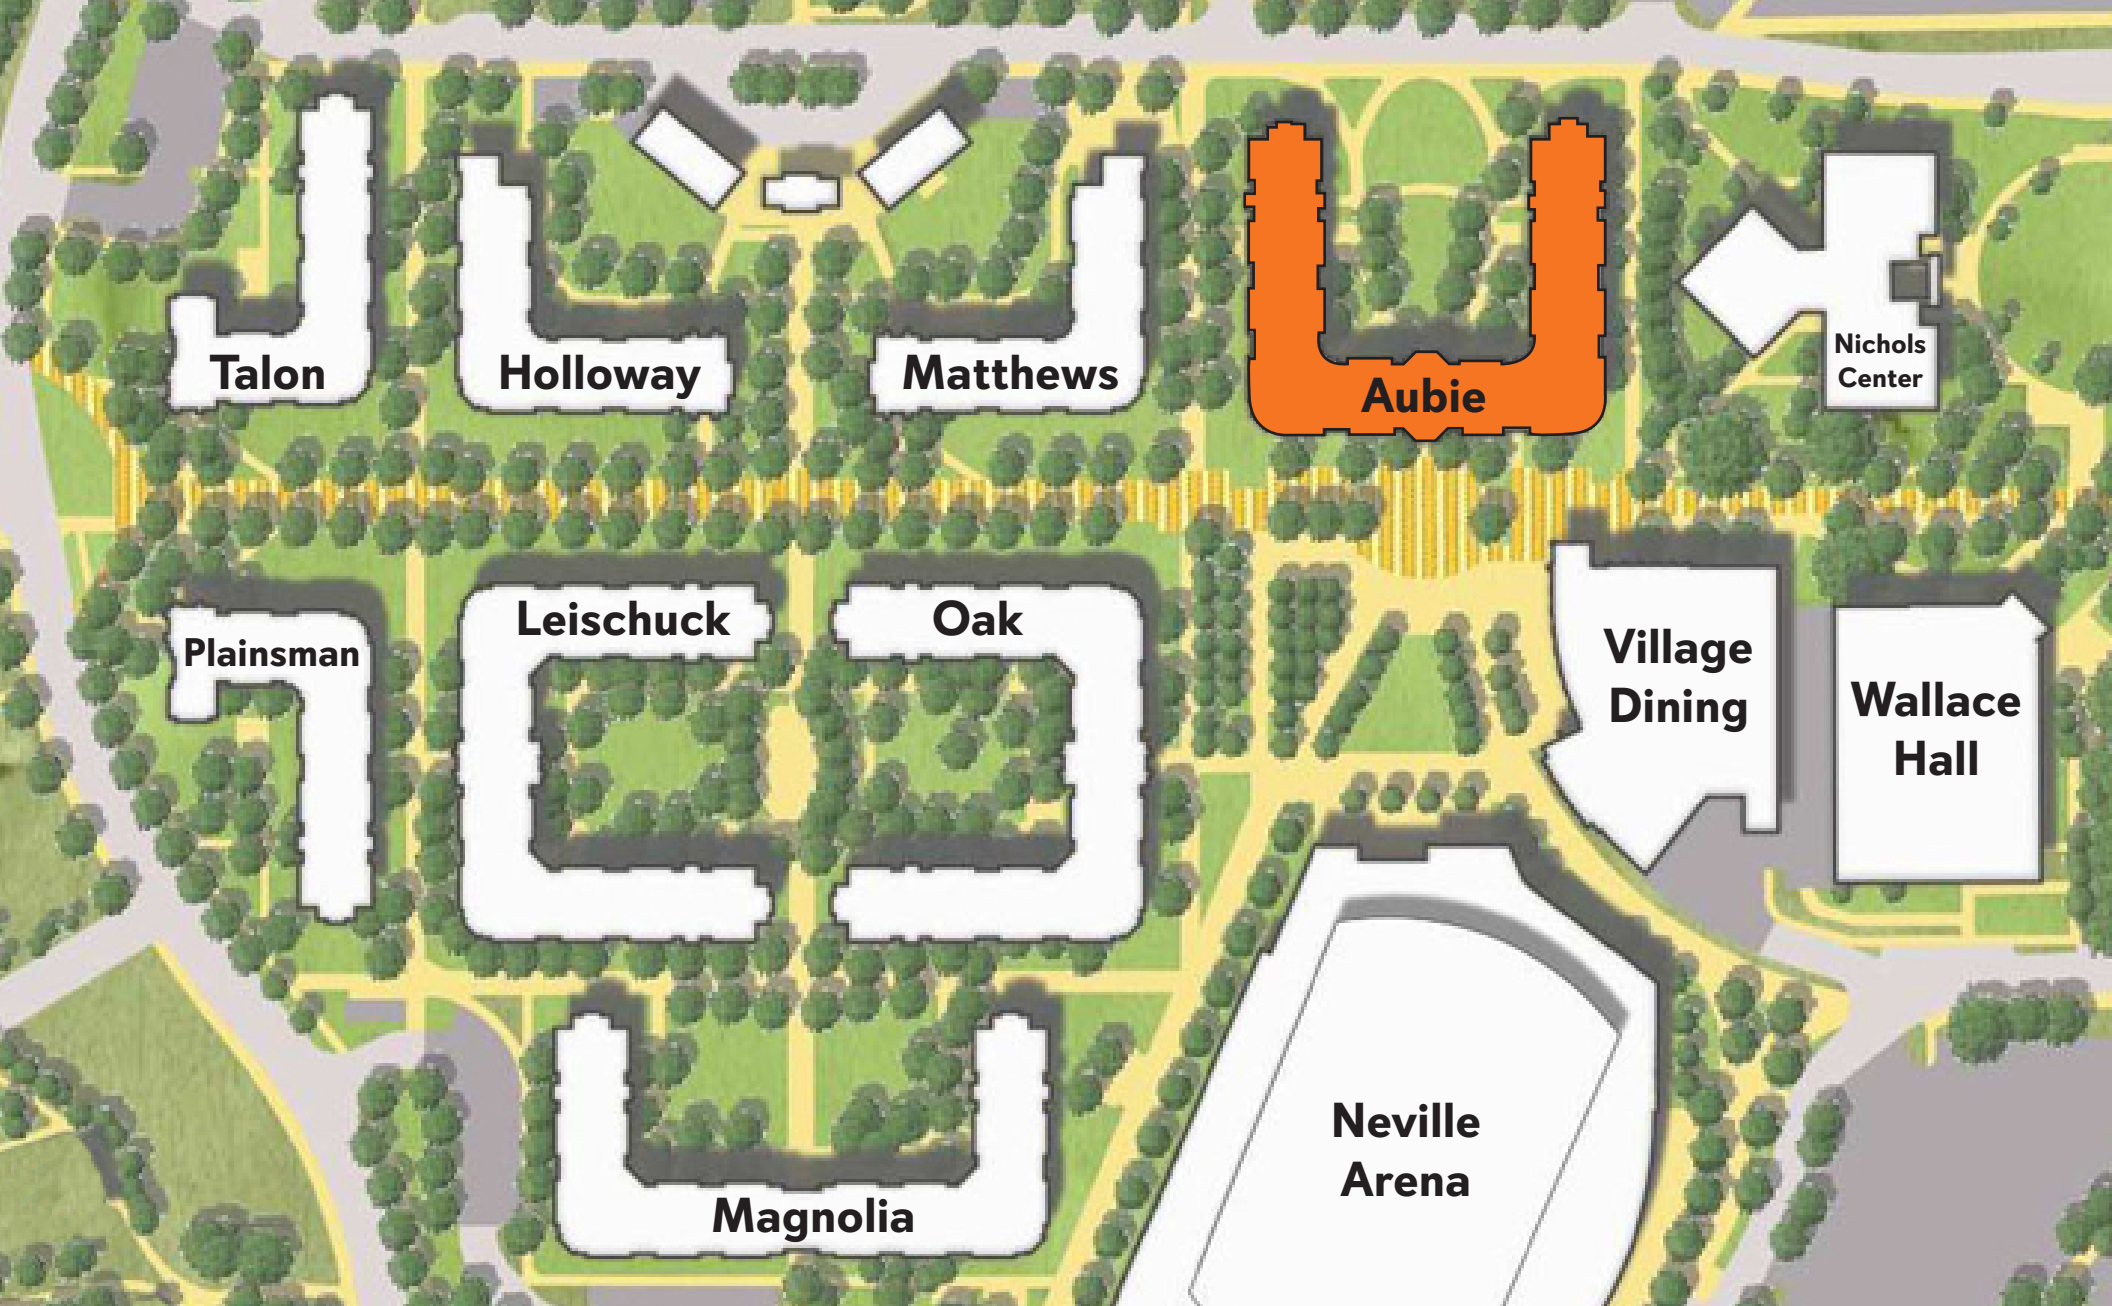 Talon
Holloway
Matthews
Aubie
Nichols
Center
Plainsman
Leischuck
Oak
Village
Dining
Wallace
Hall
Neville
Arena
Magnolia